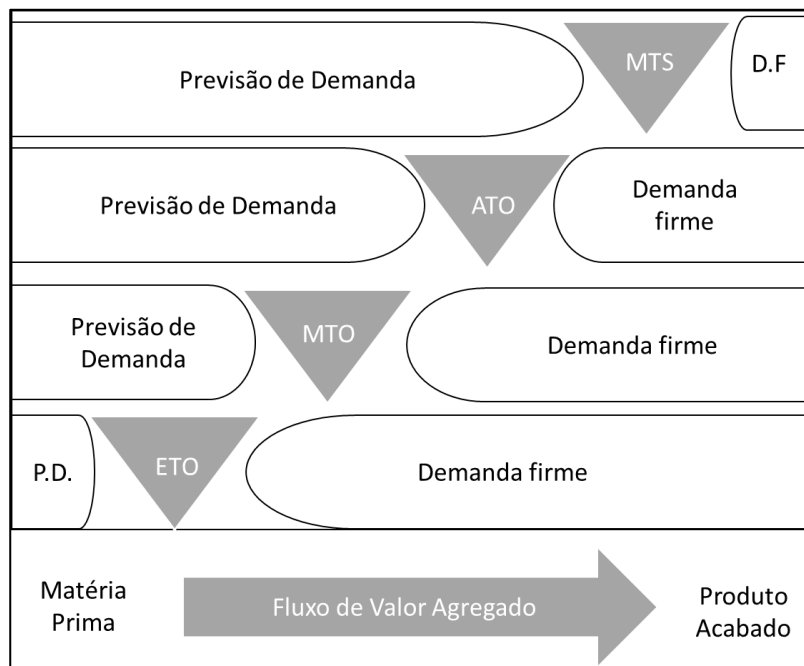 Previsão de Demanda
MTS
D.F
Previsão de Demanda
ATO
Demanda
firme
Previsão de
Demanda
MTO
Demanda firme
P.D.
ETO
Demanda firme
Matéria
Prima
Fluxo de Valor Agregado
Produto
Acabado